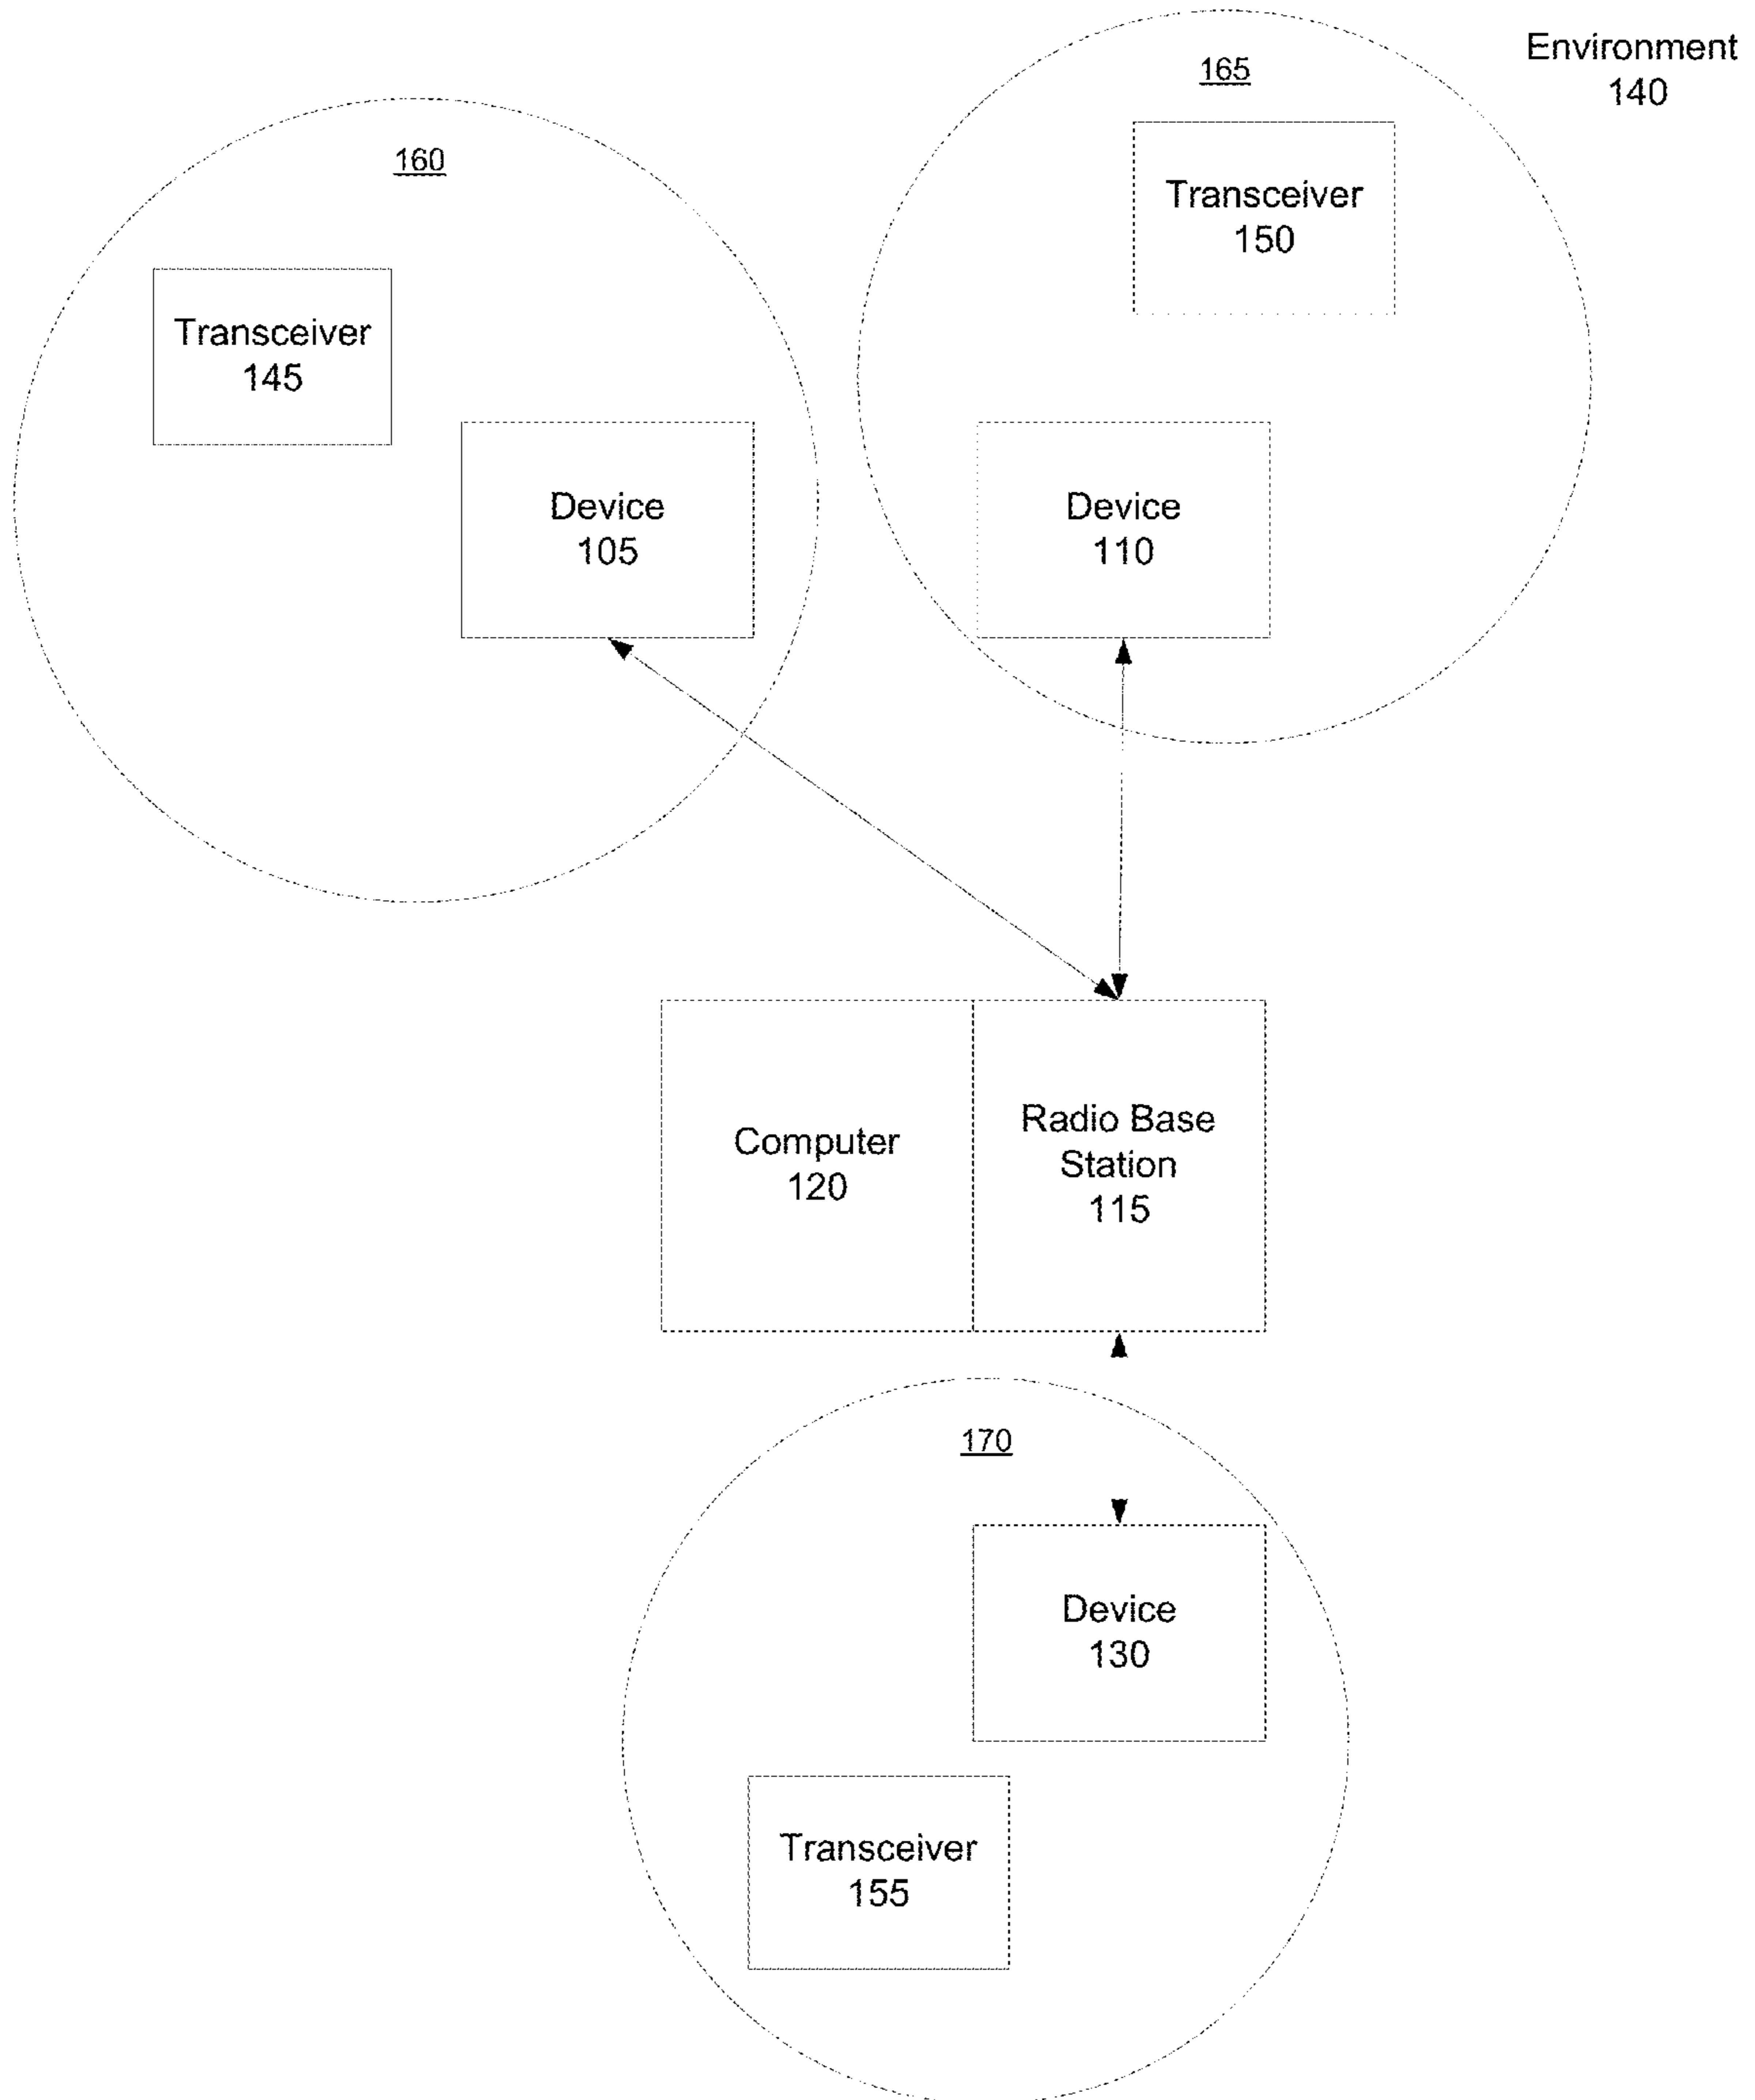 Environment
140
165
160
Transceiver
150
Transceiver
145
Device
105
Device
110
Computer
120
Radio Base
Station
115
170
Device
130
Transceiver
155